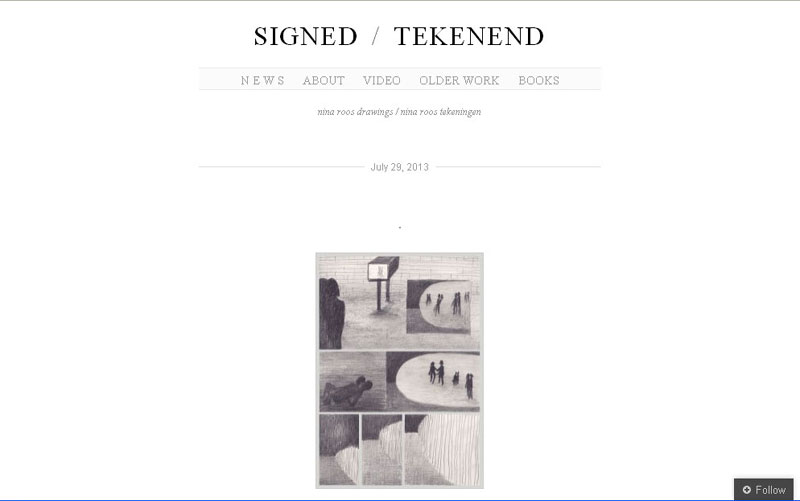 SIGNED / TEKENEND
N E W S ABOUT VIDEO OLDER WORK BOOKS
nina roos drawings / nina roos tekeningen
July 29, 2013
.
Follow